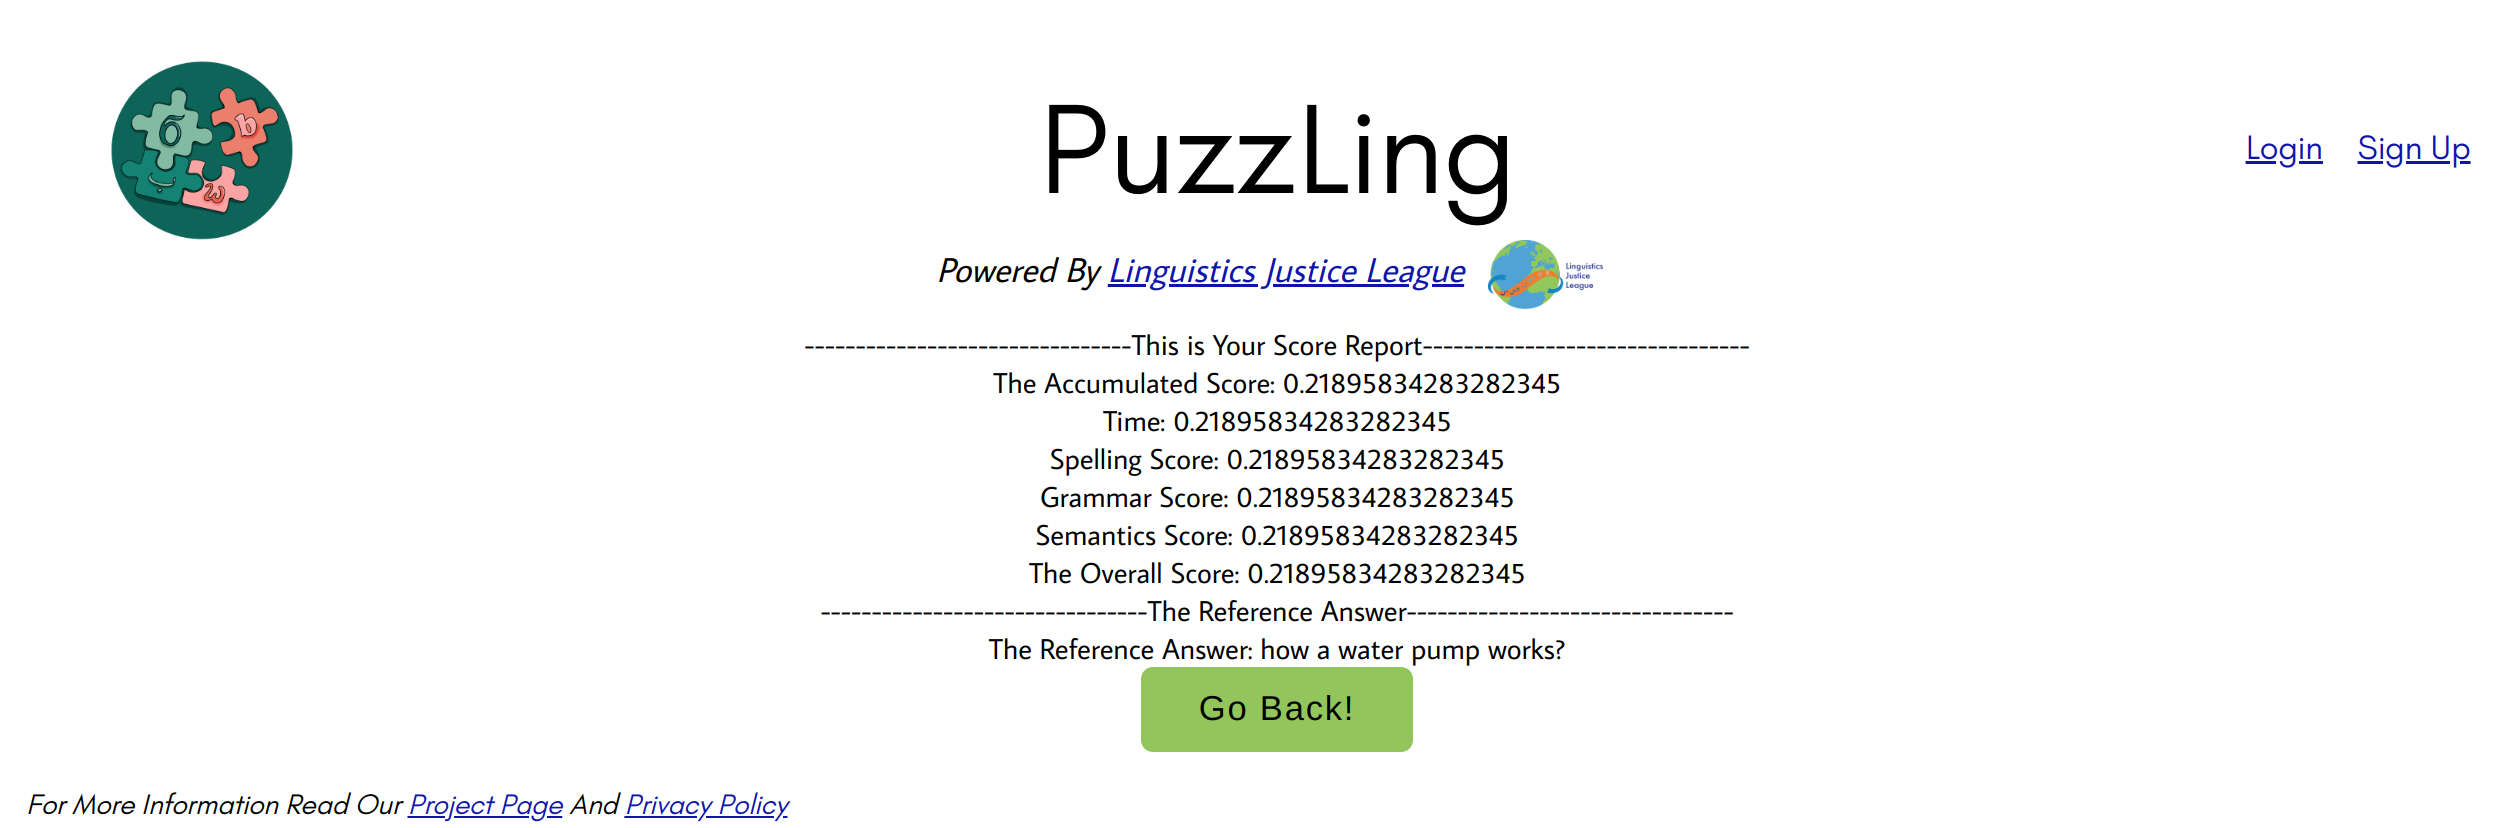 PuzzLing
Login Sign Up
Powered By Linguistics Justice League
Linguistics
Justice
League
--------------------------------This is Your Score Report--------------------------------
The Accumulated Score: 0.21895834283282345
Time: 0.21895834283282345
Spelling Score: 0.21895834283282345
Grammar Score: 0.21895834283282345
Semantics Score: 0.21895834283282345
The Overall Score: 0.21895834283282345
--------------------------------The Reference Answer--------------------------------
The Reference Answer: how a water pump works?
Go Back!
For More Information Read Our Project Page And Privacy Policy